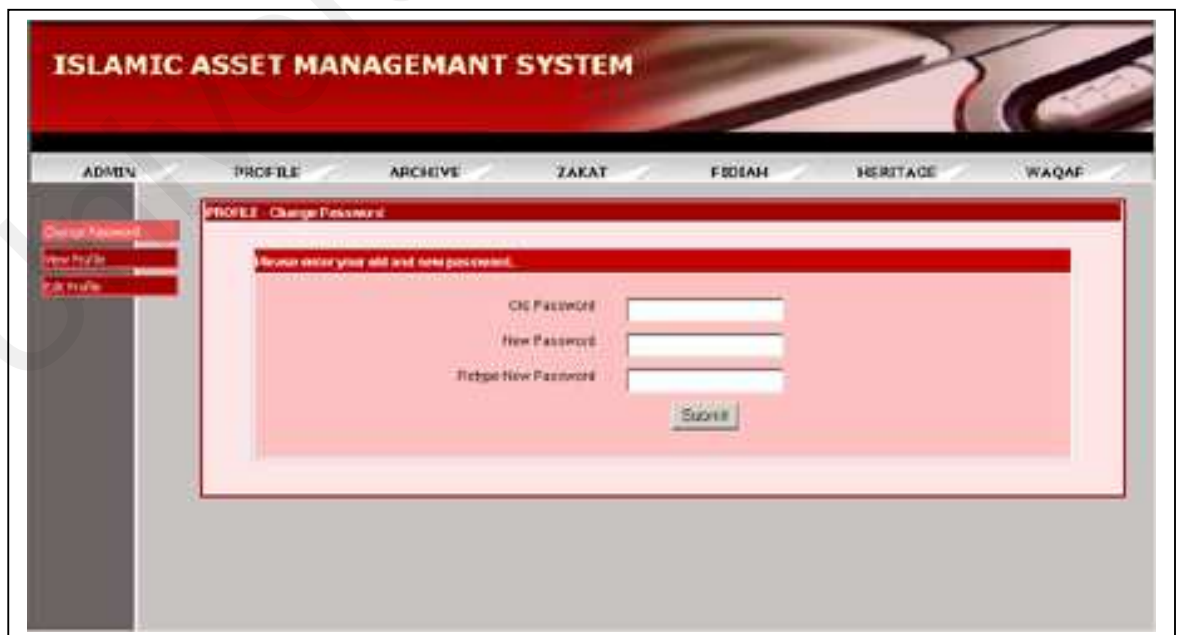 ISLAMIC ASSET MANAGEMANT SYSTEM
ADMIN PROFILE ARCHIVE ZAKAT FIDIAH HERITAGE WAQAF
PROFILE - Change Password
Change Password
View Profile
Edit Profile
Please enter your old and new password.
Old Password
New Password
Retype New Password
Submit